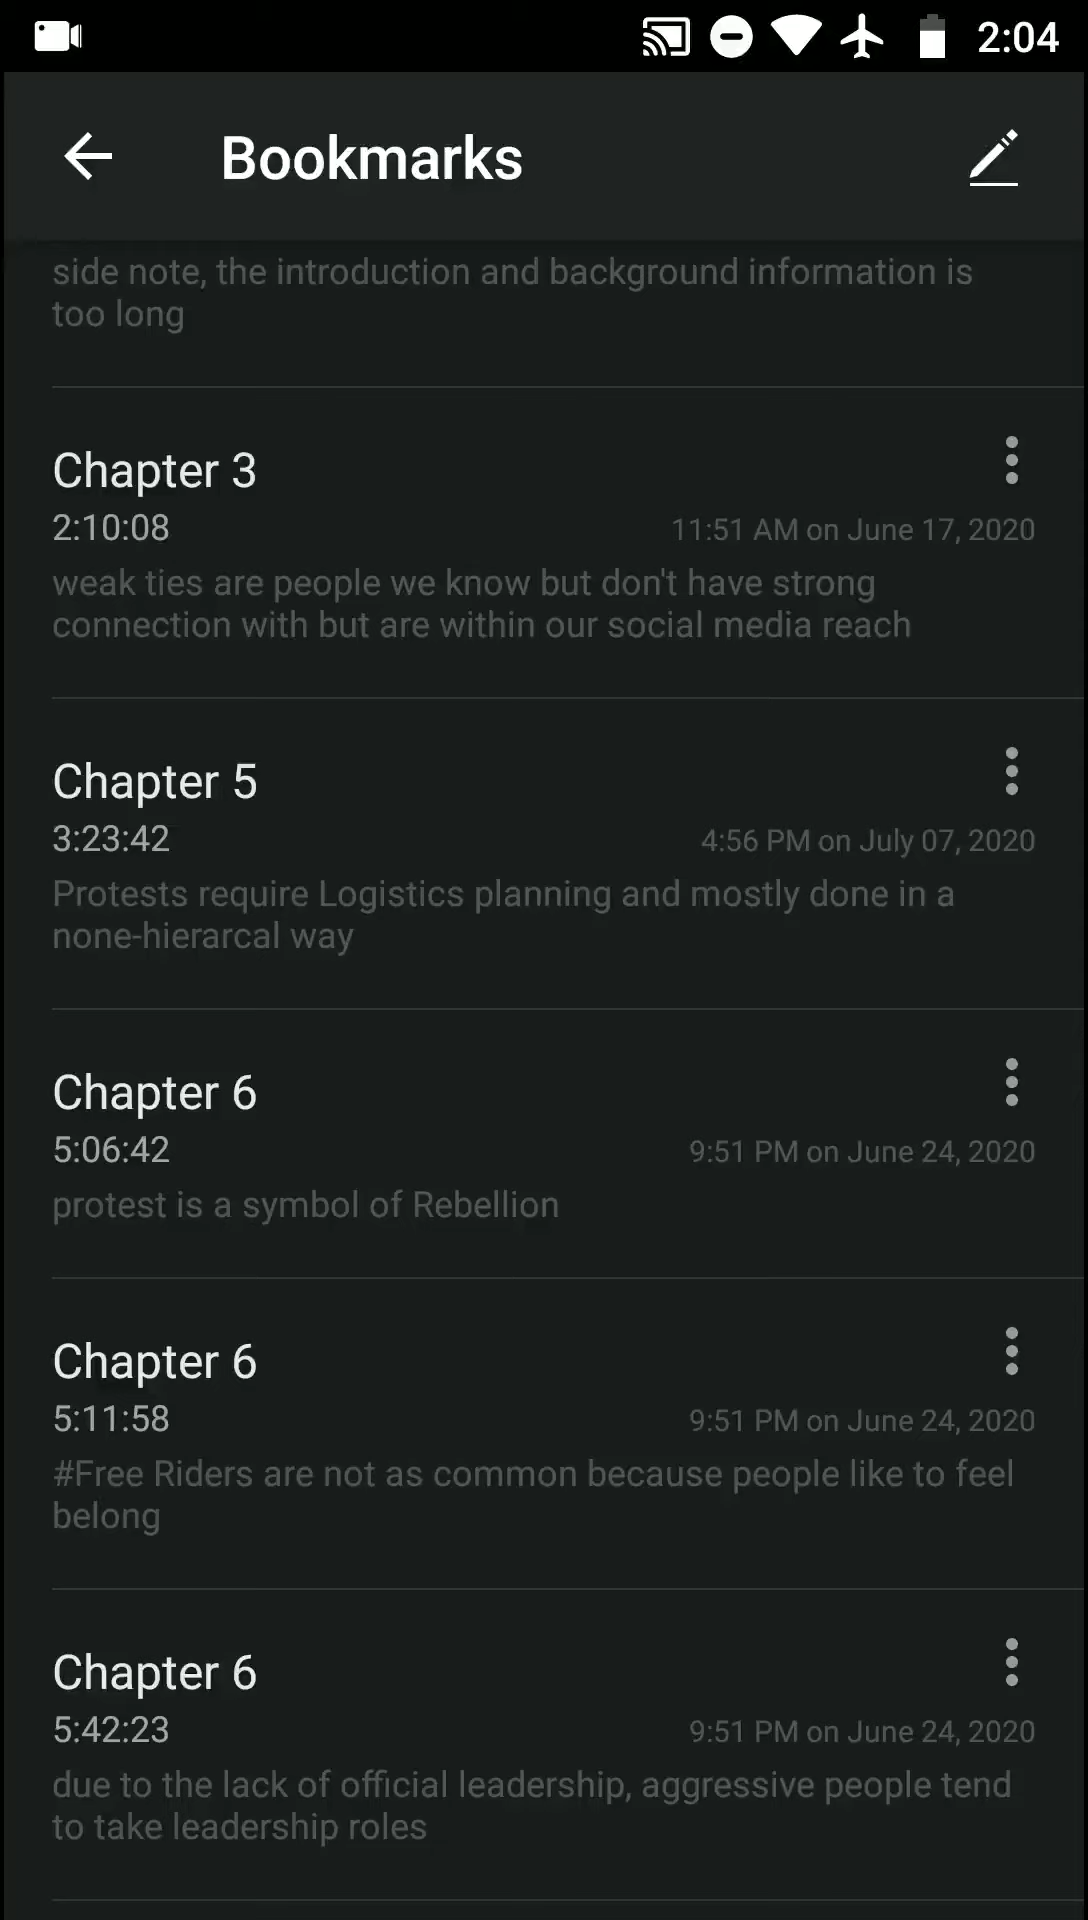 2:04
Bookmarks
side note, the introduction and background information is
too long
Chapter 3
2:10:08
11:51 AM on June 17, 2020
weak ties are people we know but don't have strong
connection with but are within our social media reach
Chapter 5
3:23:42
4:56 PM on July 07, 2020
Protests require Logistics planning and mostly done in a
none-hierarcal way
Chapter 6
5:06:42
9:51 PM on June 24, 2020
protest is a symbol of Rebellion
Chapter 6
5:11:58
9:51 PM on June 24, 2020
#Free Riders are not as common because people like to feel
belong
Chapter 6
5:42:23
9:51 PM on June 24, 2020
due to the lack of official leadership, aggressive people tend
to take leadership roles